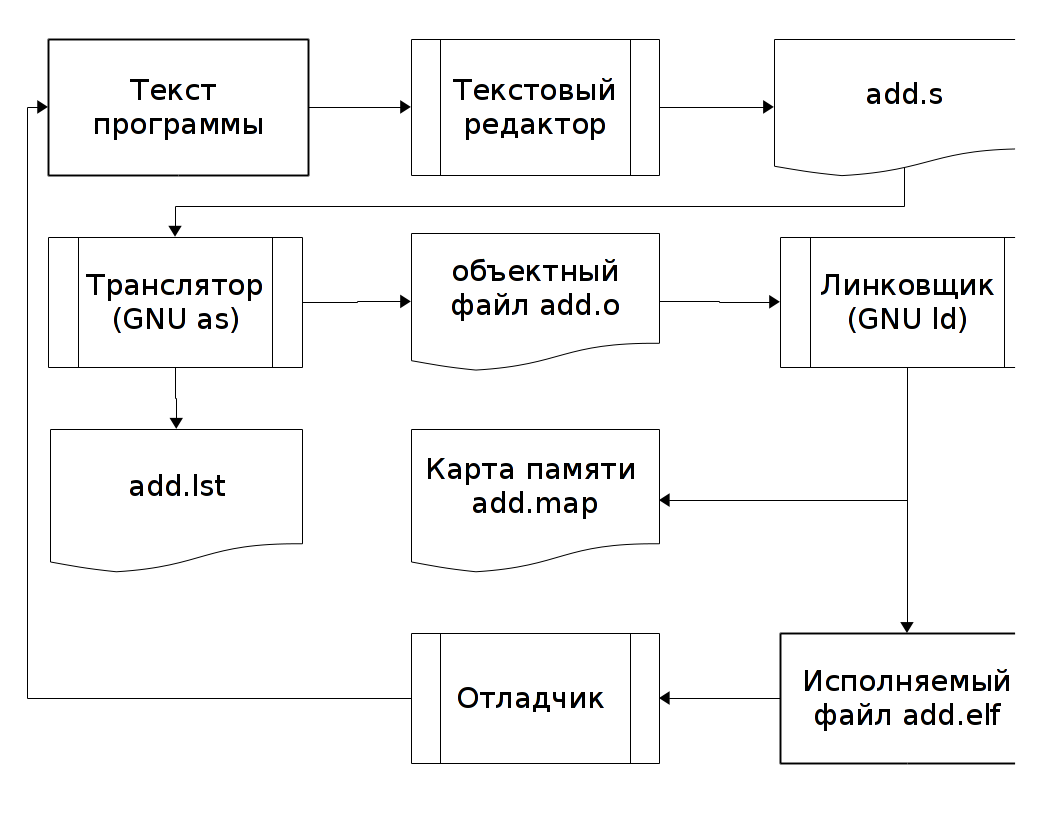 Текст
программы
Текстовый
редактор
add.s
Транслятор
(GNU as)
объектный
файл add.o
Линковщик
(GNU ld)
add.lst
Карта памяти
add.map
Отладчик
Исполняемый
файл add.elf